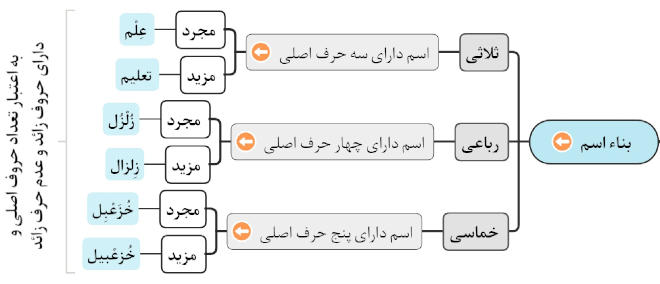 بناء اسم
ثلاثی
اسم دارای سه حرف اصلی
مجرد
عِلْم
مزید
تعلیم
رباعی
اسم دارای چهار حرف اصلی
مجرد
زُلْزُل
مزید
زِلزال
خماسی
اسم دارای پنج حرف اصلی
مجرد
خُزَعْبِل
مزید
خُزعْبیل
به اعتبار تعداد حروف اصلی و
دارای حروف زائد و عدم حرف زائد